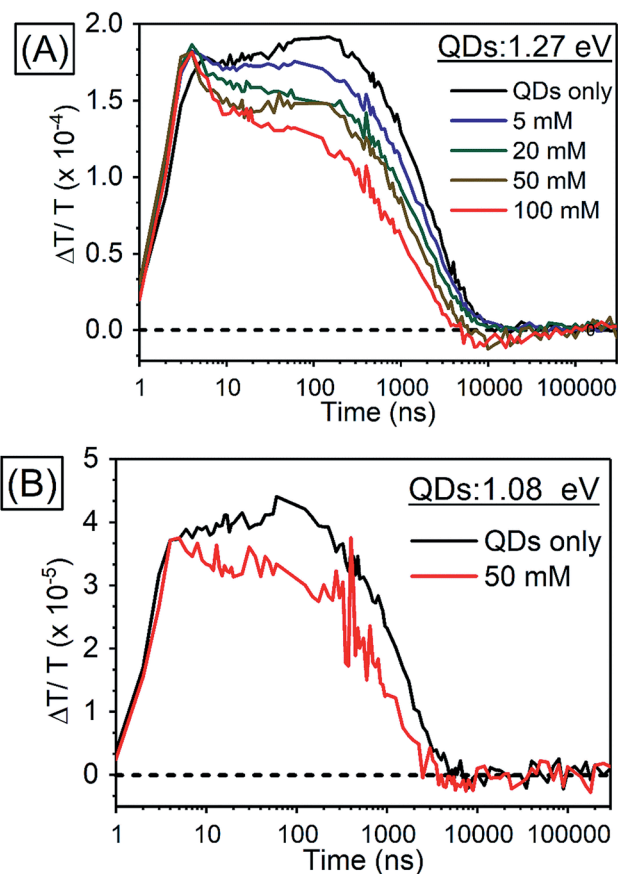 (A)
QDs:1.27 eV
QDs only
5 mM
20 mM
50 mM
100 mM
ΔT/ T (x 10⁻⁴)
2.0
1.5
1.0
0.5
0.0
0
1 10 100 1000 10000 100000
Time (ns)
(B)
QDs:1.08 eV
QDs only
50 mM
ΔT/ T (x 10⁻⁵)
5
4
3
2
1
0
1 10 100 1000 10000 100000
Time (ns)